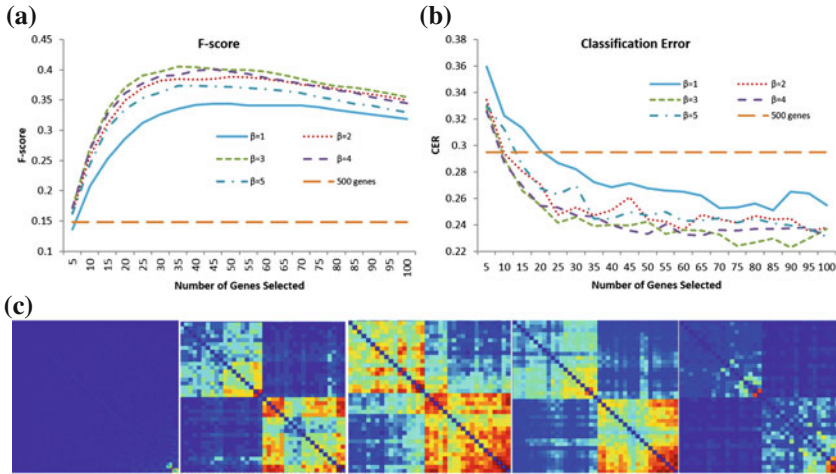 (a)
F-score
0.45
0.4
0.35
0.3
0.25
0.2
0.15
0.1
F-score
β=1 β=2
β=3 β=4
β=5 500 genes
5 10 15 20 25 30 35 40 45 50 55 60 65 70 75 80 85 90 95 100
Number of Genes Selected
(b)
Classification Error
0.38
0.36
0.34
0.32
0.3
0.28
0.26
0.24
0.22
CER
β=1 β=2
β=3 β=4
β=5 500 genes
5 10 15 20 25 30 35 40 45 50 55 60 65 70 75 80 85 90 95 100
Number of Genes Selected
(c)